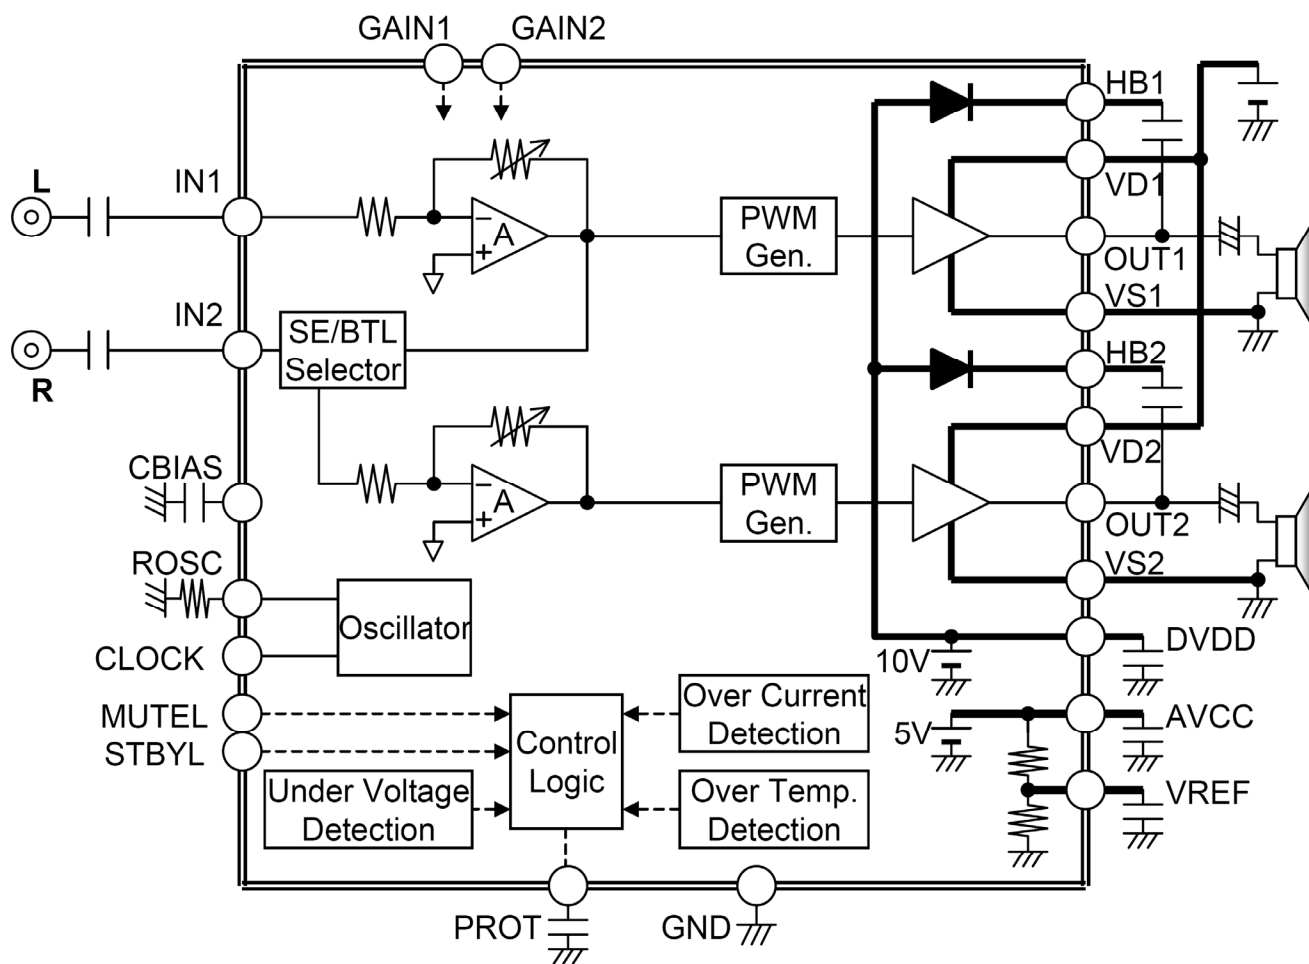 GAIN1
GAIN2
HB1
L
IN1
VD1
−
+
A
PWM
Gen.
OUT1
IN2
SE/BTL
Selector
VS1
HB2
R
VD2
CBIAS
−
+
A
PWM
Gen.
OUT2
ROSC
VS2
Oscillator
CLOCK
10V
DVDD
MUTEL
STBYL
Control
Logic
Over Current
Detection
5V
AVCC
Under Voltage
Detection
Over Temp.
Detection
VREF
PROT
GND